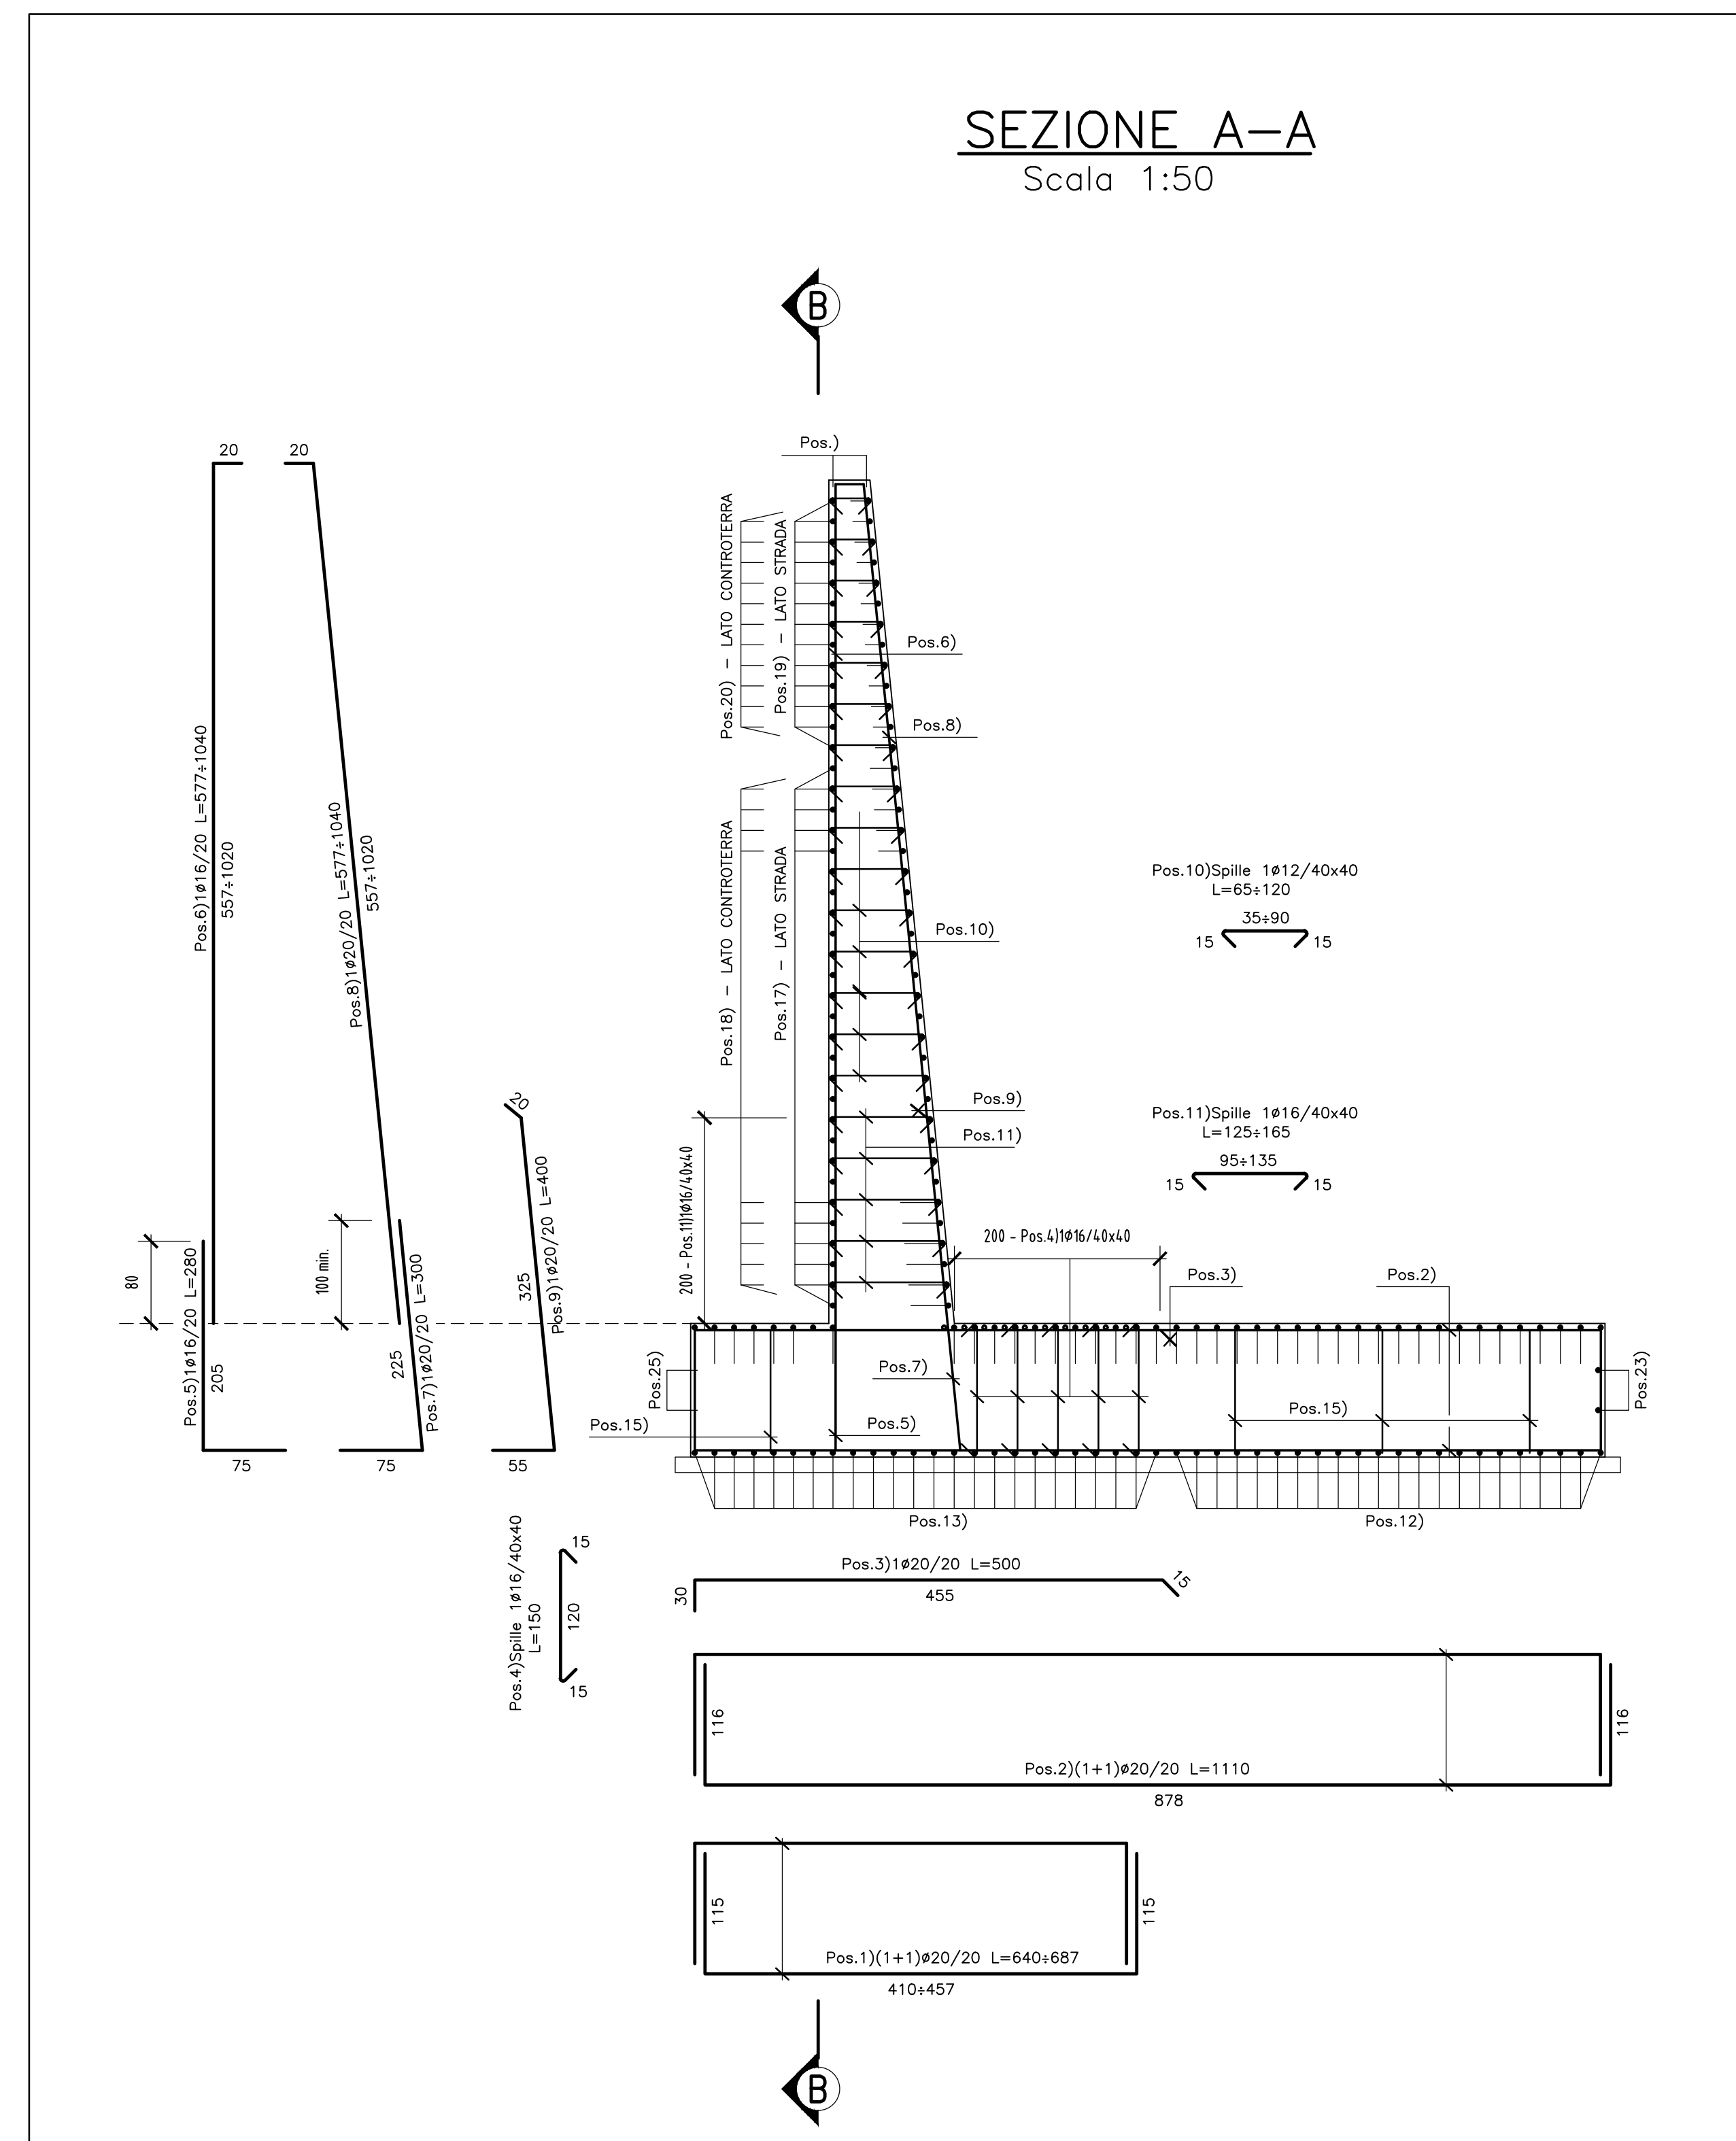 SEZIONE A-A
Scala 1:50
B
Pos.)
20
20
Pos.20) - LATO CONTROTERRA
Pos.19) - LATO STRADA
Pos.6)
Pos.8)
Pos.6)1ø16/20 L=577÷1040
557÷1020
Pos.8)1ø20/20 L=577÷1040
557÷1020
Pos.18) - LATO CONTROTERRA
Pos.17) - LATO STRADA
Pos.10)
Pos.10)Spille 1ø12/40x40
L=65÷120
35÷90
15
15
Pos.9)
Pos.11)
Pos.11)Spille 1ø16/40x40
L=125÷165
95÷135
15
15
20
325
Pos.9)1ø20/20 L=400
55
200 - Pos.11)1ø16/40x40
200 - Pos.4)1ø16/40x40
Pos.3)
Pos.2)
80
Pos.5)1ø16/20 L=280
205
75
100 min.
225
Pos.7)1ø20/20 L=300
75
Pos.25)
Pos.7)
Pos.5)
Pos.15)
Pos.15)
Pos.23)
Pos.13)
Pos.12)
Pos.4)Spille 1ø16/40x40
L=150
15
120
15
Pos.3)1ø20/20 L=500
30
455
15
116
116
Pos.2)(1+1)ø20/20 L=1110
878
115
115
Pos.1)(1+1)ø20/20 L=640÷687
410÷457
B